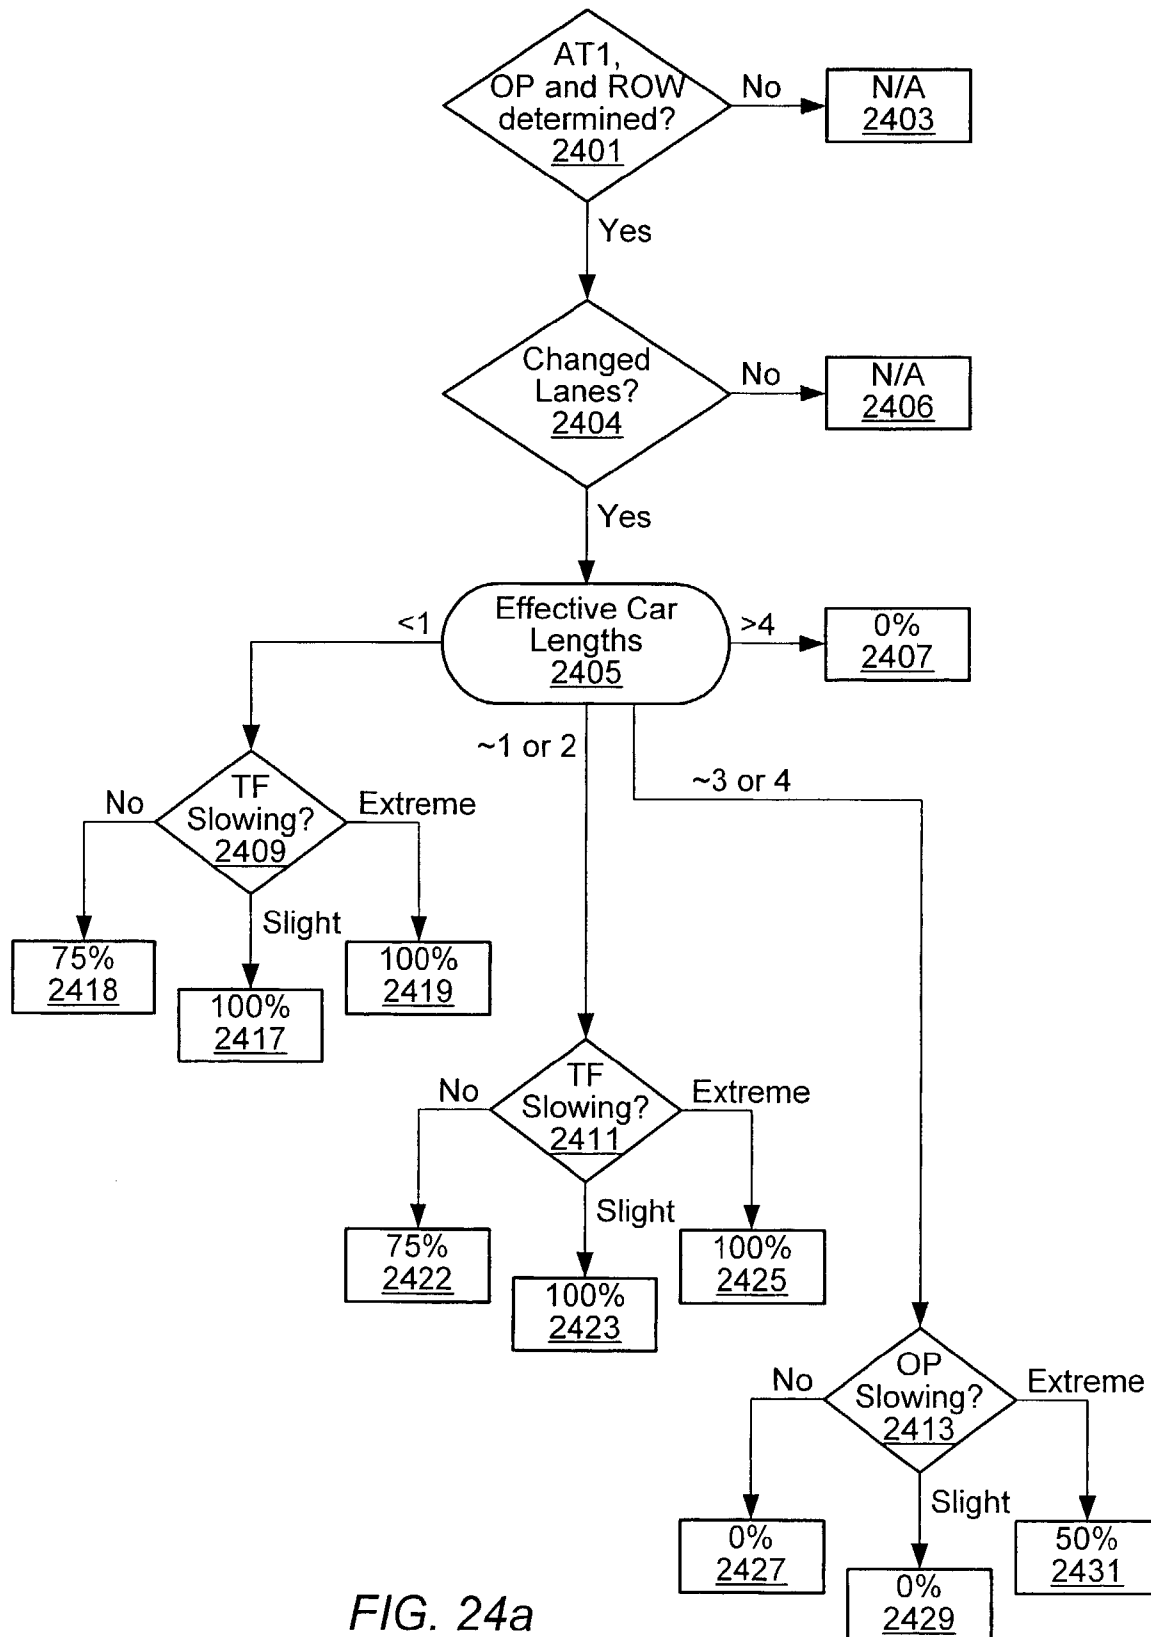 AT1,
OP and ROW
determined?
2401
No
N/A
2403
Yes
Changed
Lanes?
2404
No
N/A
2406
Yes
Effective Car
Lengths
2405
<1
>4
0%
2407
~1 or 2
~3 or 4
TF
Slowing?
2409
No
Extreme
Slight
75%
2418
100%
2417
100%
2419
TF
Slowing?
2411
No
Extreme
Slight
75%
2422
100%
2423
100%
2425
OP
Slowing?
2413
No
Extreme
Slight
0%
2427
0%
2429
50%
2431
FIG. 24a